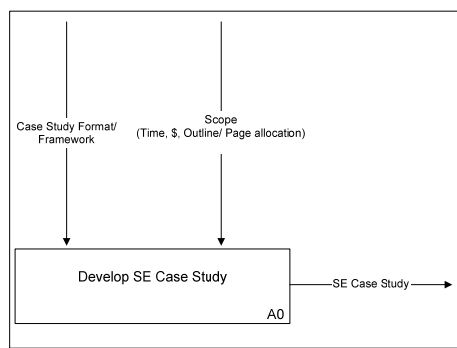 Case Study Format/
Framework
Scope
(Time, $, Outline/ Page allocation)
Develop SE Case Study
SE Case Study
A0